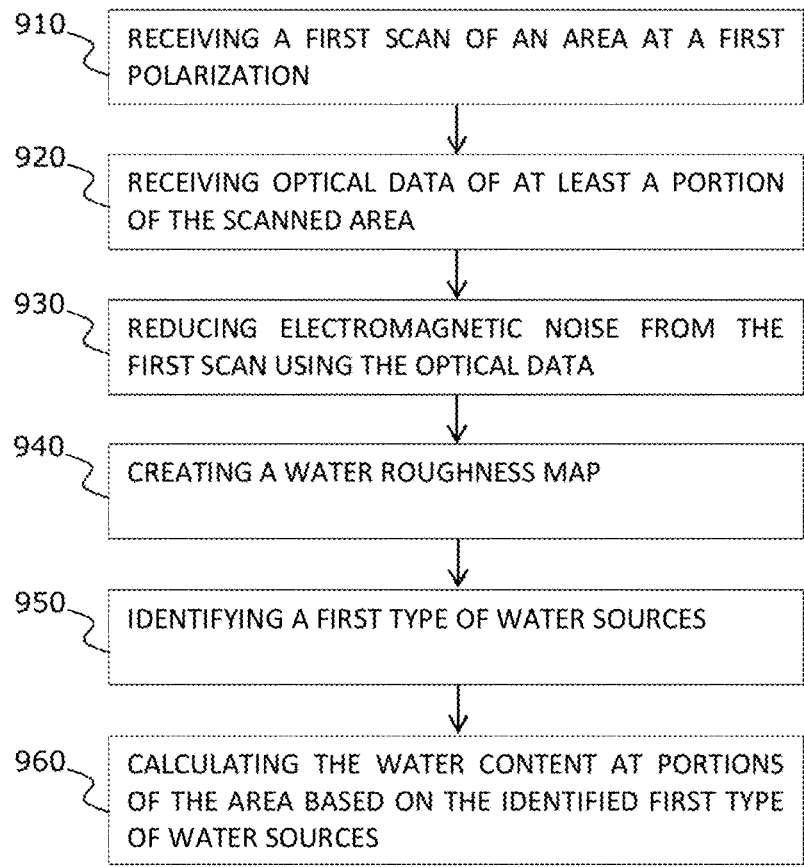 910
RECEIVING A FIRST SCAN OF AN AREA AT A FIRST
POLARIZATION
920
RECEIVING OPTICAL DATA OF AT LEAST A PORTION
OF THE SCANNED AREA
930
REDUCING ELECTROMAGNETIC NOISE FROM THE
FIRST SCAN USING THE OPTICAL DATA
940
CREATING A WATER ROUGHNESS MAP
950
IDENTIFYING A FIRST TYPE OF WATER SOURCES
960
CALCULATING THE WATER CONTENT AT PORTIONS
OF THE AREA BASED ON THE IDENTIFIED FIRST TYPE
OF WATER SOURCES